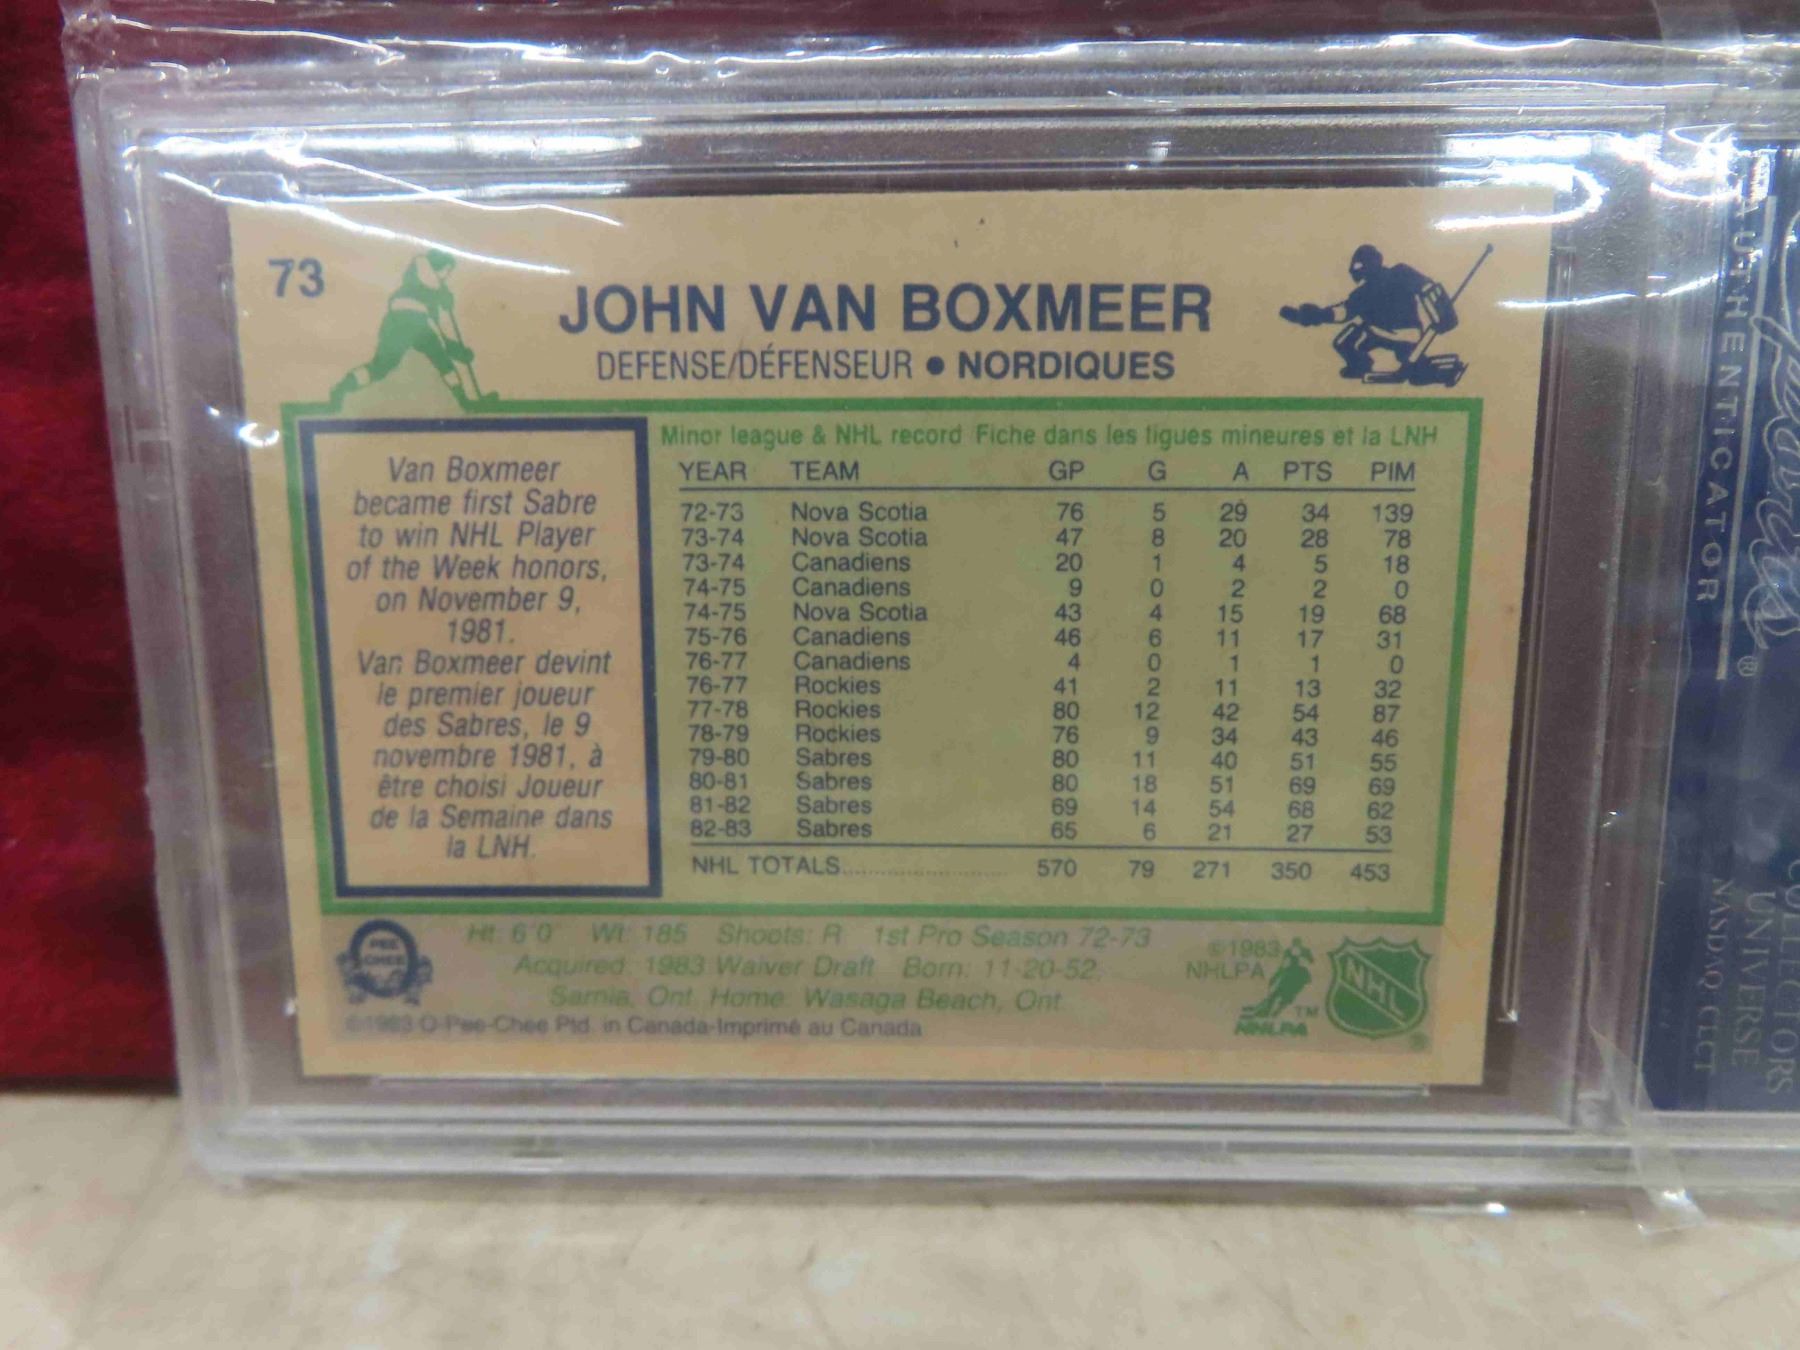 73
JOHN VAN BOXMEER
DEFENSE/DÉFENSEUR • NORDIQUES
Van Boxmeer
became first Sabre
to win NHL Player
of the Week honors,
on November 9,
1981.
Van Boxmeer devint
le premier joueur
des Sabres, le 9
novembre 1981, à
être choisi Joueur
de la Semaine dans
la LNH.
Minor league & NHL record Fiche dans les ligues mineures et la LNH
YEAR TEAM GP G A PTS PIM
72-73 Nova Scotia 76 5 29 34 139
73-74 Nova Scotia 47 8 20 28 78
73-74 Canadiens 20 1 4 5 18
74-75 Canadiens 9 0 2 2 0
74-75 Nova Scotia 43 4 15 19 68
75-76 Canadiens 46 6 11 17 31
76-77 Canadiens 4 0 1 1 0
76-77 Rockies 41 2 11 13 32
77-78 Rockies 80 12 42 54 87
78-79 Rockies 76 9 34 43 46
79-80 Sabres 80 11 40 51 55
80-81 Sabres 80 18 51 69 69
81-82 Sabres 69 14 54 68 62
82-83 Sabres 65 6 21 27 53
NHL TOTALS.......................... 570 79 271 350 453
PEE
CHEE
Ht: 6'0" Wt: 185 Shoots: R 1st Pro Season 72-73
Acquired: 1983 Waiver Draft Born: 11-20-52,
Sarnia, Ont. Home: Wasaga Beach, Ont.
©1983 O-Pee-Chee Ptd. in Canada-Imprimé au Canada
©1983
NHLPA
NHLPA ™
NHL
®
AUTHENTICATOR
®
COLLECTORS
UNIVERSE
NASDAQ: CLCT